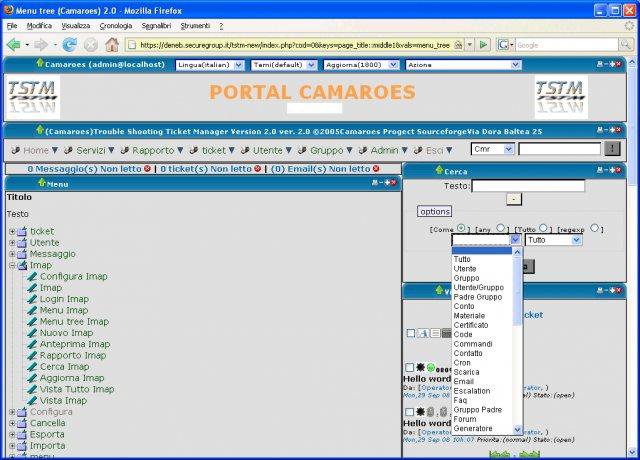 Menu tree (Camaroes) 2.0 - Mozilla Firefox
File Modifica Visualizza Cronologia Segnalibri Strumenti ?
https://deneb.securegroup.it/tstm-new/index.php?cod=0&keys=page_title::middle1&vals=menu_tree
Google
Camaroes (admin@localhost) Lingua(italian) Temi(default) Aggiorna(1800) Azione
TSTM
PORTAL CAMAROES
TSTM
(Camaroes)Trouble Shooting Ticket Manager Version 2.0 ver. 2.0 ©2005Camaroes Progect SourceforgeVia Dora Baltea 25
Home Servizi Rapporto ticket Utente Gruppo Admin Esci Cmr !
0 Messaggio(s) Non letto | 0 ticket(s) Non letto | (0) Email(s) Non letto
Menu
Titolo
Testo
ticket
Utente
Messaggio
Imap
Configura Imap
Imap
Login Imap
Menu Imap
Menu tree Imap
Nuovo Imap
Anteprima Imap
Rapporto Imap
Cerca Imap
Aggiorna Imap
Vista Tutto Imap
Vista Imap
Configura
Cancella
Esporta
Importa
menu
Cerca
Testo:
-
options
[Come ] [any ] [Tutto ] [regexp ]
Tutto
Tutto
Utente
Gruppo
Utente/Gruppo
Padre Gruppo
Conto
Materiale
Certificato
Code
Commandi
Contatto
Cron
Scarica
Email
Escalation
Faq
Gruppo Padre
Forum
Generatore
Hello word
Da: [Operator
Mon,29 Sep 08
Stato:(open)
Hello word
Da: [Operator
Mon,29 Sep 08 10h:07 Priorita:(normal) Stato:(open)